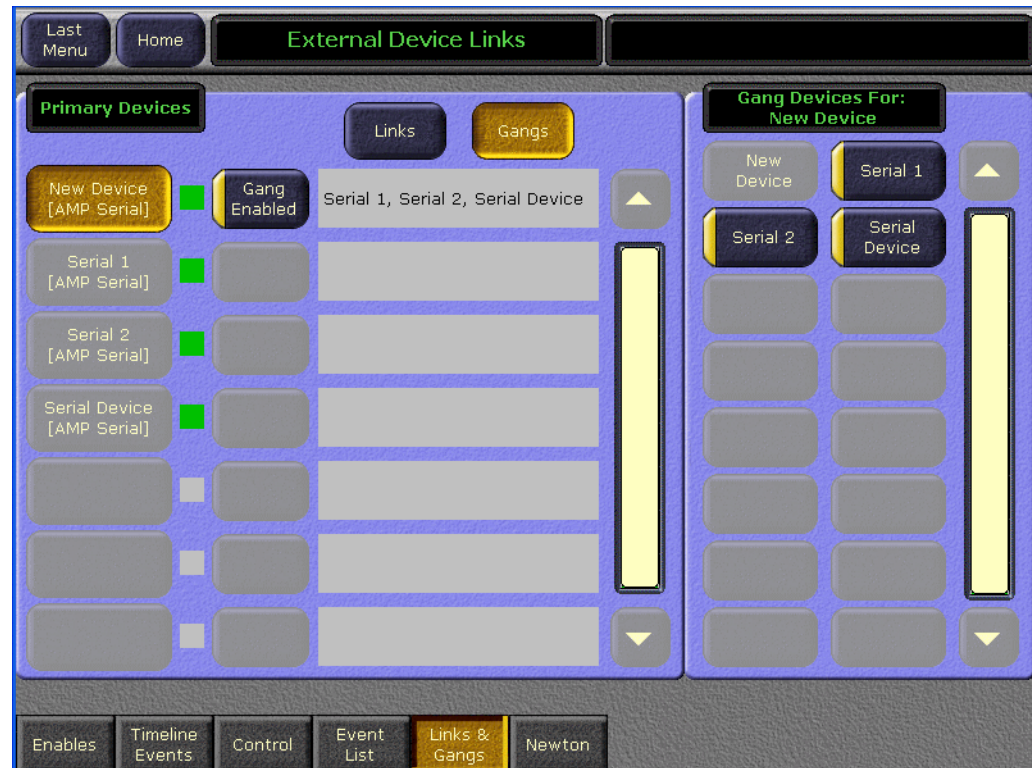 Last
Menu
Home
External Device Links
Primary Devices
Links
Gangs
Gang Devices For:
New Device
New Device
[AMP Serial]
Gang
Enabled
Serial 1, Serial 2, Serial Device
Serial 1
[AMP Serial]
Serial 2
[AMP Serial]
Serial Device
[AMP Serial]
New
Device
Serial 1
Serial 2
Serial
Device
Enables
Timeline
Events
Control
Event
List
Links &
Gangs
Newton